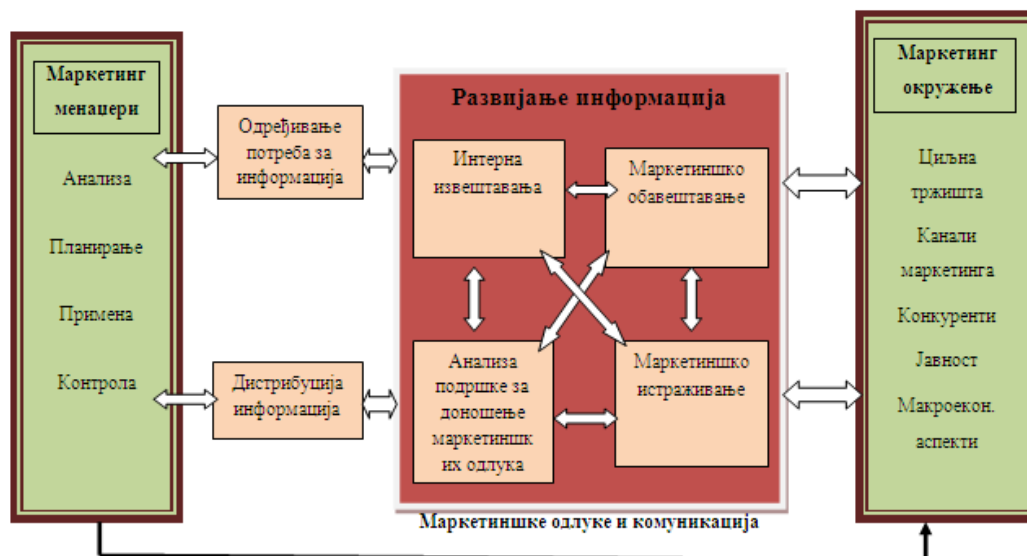 Маркетинг
менаџери
Анализа
Планирање
Примена
Контрола
Одређивање
потреба за
информација
Дистрибуција
информација
Развијање информација
Интерна
извештавања
Маркетиншко
обавештавање
Анализа
подршке за
доношење
маркетиншк
их одлука
Маркетиншко
истраживање
Маркетиншке одлуке и комуникација
Маркетинг
окружење
Циљна
тржишта
Канали
маркетинга
Конкуренти
Јавност
Макроекон.
аспекти